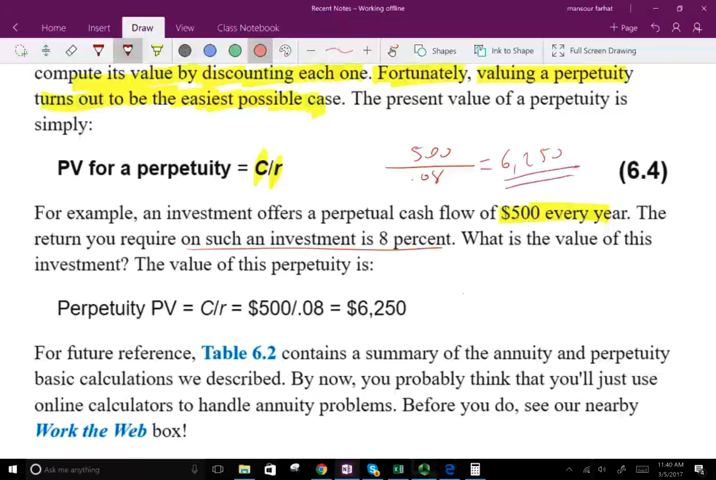 Recent Notes - Working offline
mansour farhat
Home Insert Draw View Class Notebook
+ Page
Shapes Ink to Shape Full Screen Drawing
compute its value by discounting each one. Fortunately, valuing a perpetuity
turns out to be the easiest possible case. The present value of a perpetuity is
simply:
500
.08
= 6,250
PV for a perpetuity = C/r
(6.4)
For example, an investment offers a perpetual cash flow of $500 every year. The
return you require on such an investment is 8 percent. What is the value of this
investment? The value of this perpetuity is:
Perpetuity PV = C/r = $500/.08 = $6,250
For future reference, Table 6.2 contains a summary of the annuity and perpetuity
basic calculations we described. By now, you probably think that you'll just use
online calculators to handle annuity problems. Before you do, see our nearby
Work the Web box!
Ask me anything
11:40 AM
3/5/2017